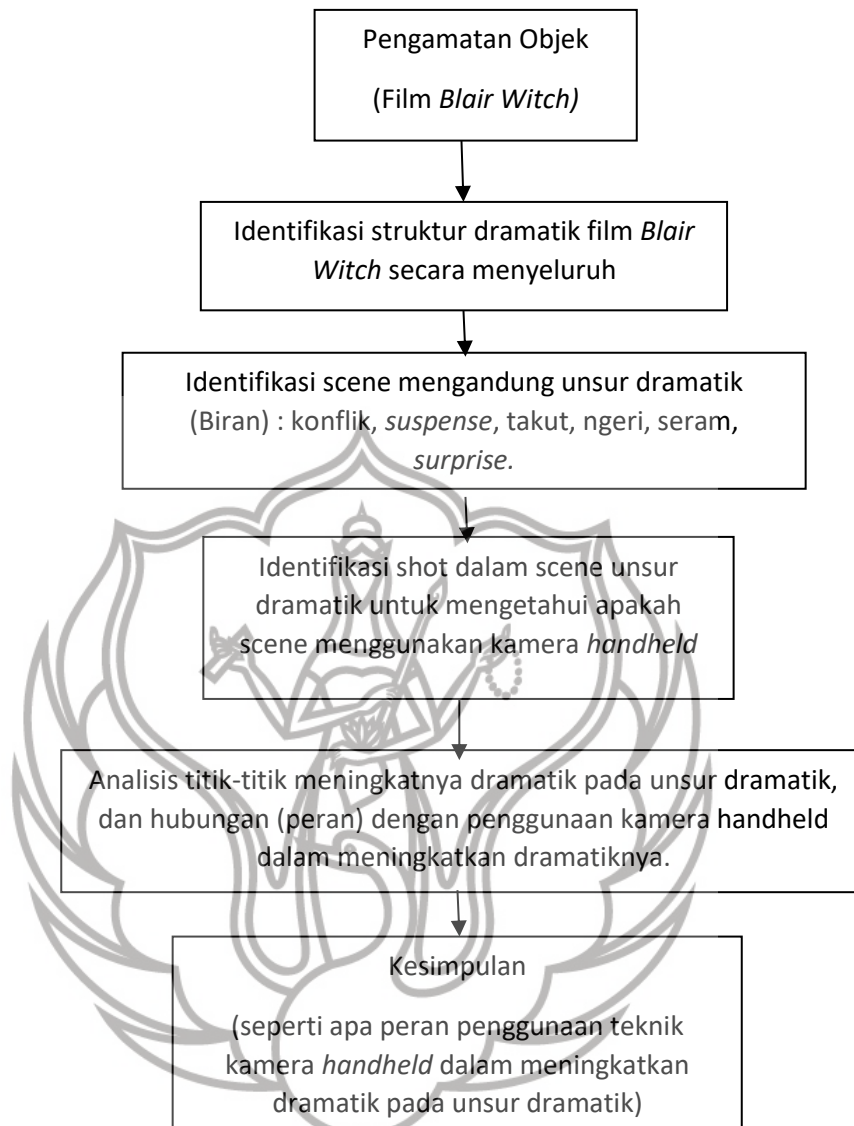 Pengamatan Objek
(Film Blair Witch)
Identifikasi struktur dramatik film Blair
Witch secara menyeluruh
Identifikasi scene mengandung unsur dramatik
(Biran) : konflik, suspense, takut, ngeri, seram,
surprise.
Identifikasi shot dalam scene unsur
dramatik untuk mengetahui apakah
scene menggunakan kamera handheld
Analisis titik-titik meningkatnya dramatik pada unsur dramatik,
dan hubungan (peran) dengan penggunaan kamera handheld
dalam meningkatkan dramatiknya.
Kesimpulan
(seperti apa peran penggunaan teknik
kamera handheld dalam meningkatkan
dramatik pada unsur dramatik)